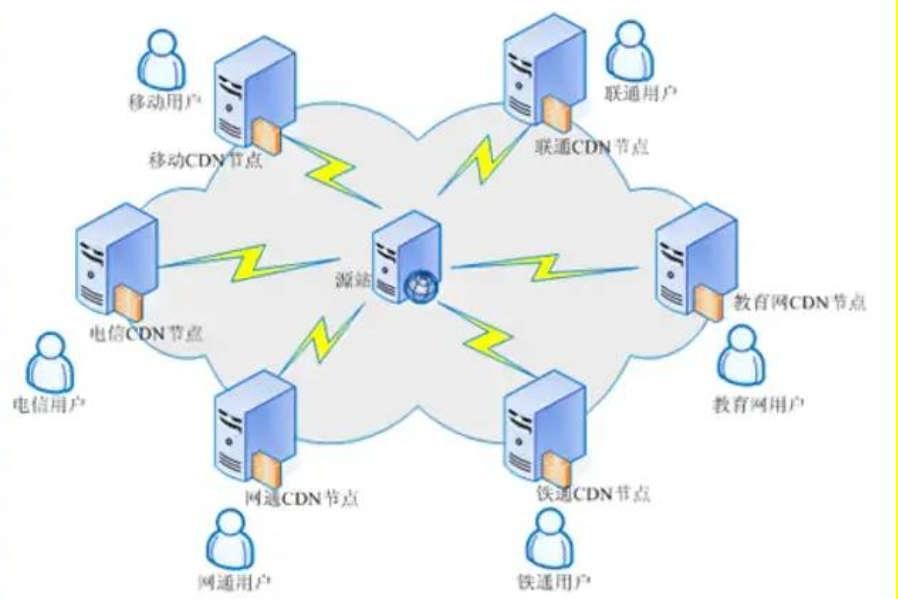 移动用户
联通用户
移动CDN节点
联通CDN节点
源站
教育网CDN节点
电信CDN节点
电信用户
教育网用户
网通CDN节点
铁通CDN节点
网通用户
铁通用户